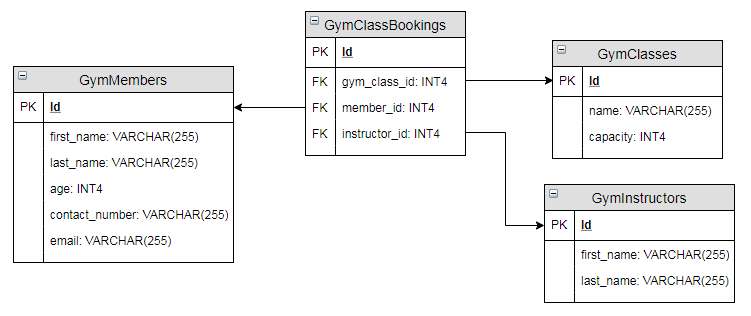 GymClassBookings
PK Id
FK gym_class_id: INT4
FK member_id: INT4
FK instructor_id: INT4
GymMembers
PK Id
first_name: VARCHAR(255)
last_name: VARCHAR(255)
age: INT4
contact_number: VARCHAR(255)
email: VARCHAR(255)
GymClasses
PK Id
name: VARCHAR(255)
capacity: INT4
GymInstructors
PK Id
first_name: VARCHAR(255)
last_name: VARCHAR(255)